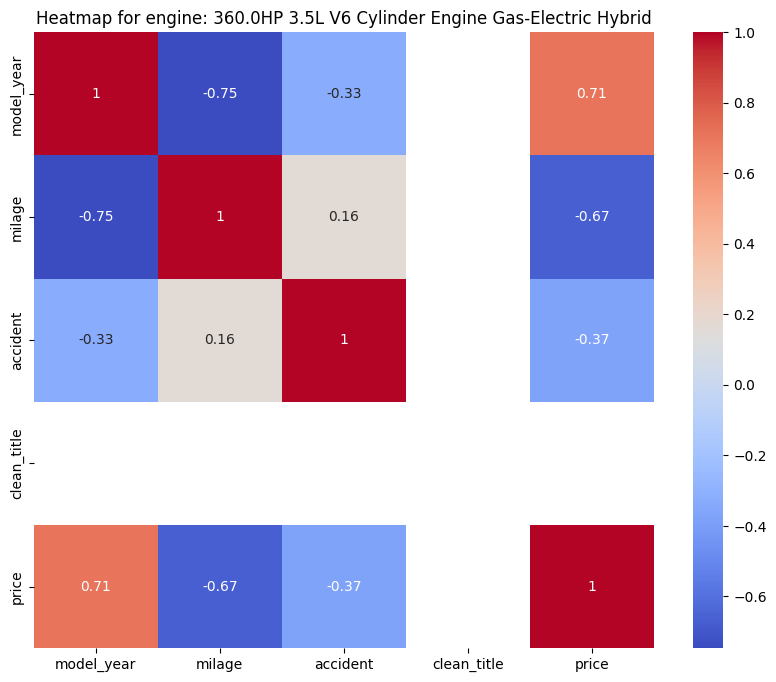 Heatmap for engine: 360.0HP 3.5L V6 Cylinder Engine Gas-Electric Hybrid
model_year 1 -0.75 -0.33 0.71
milage -0.75 1 0.16 -0.67
accident -0.33 0.16 1 -0.37
clean_title
price 0.71 -0.67 -0.37 1
model_year milage accident clean_title price
1.0
0.8
0.6
0.4
0.2
0.0
−0.2
−0.4
−0.6